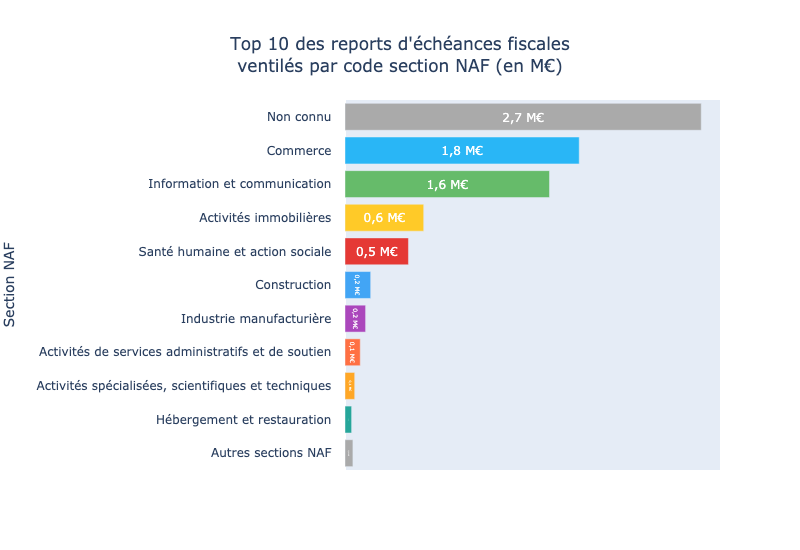 Top 10 des reports d'échéances fiscales
ventilés par code section NAF (en M€)
Section NAF
Non connu
2,7 M€
Commerce
1,8 M€
Information et communication
1,6 M€
Activités immobilières
0,6 M€
Santé humaine et action sociale
0,5 M€
Construction
0,2 M€
Industrie manufacturière
0,2 M€
Activités de services administratifs et de soutien
0,1 M€
Activités spécialisées, scientifiques et techniques
Hébergement et restauration
Autres sections NAF